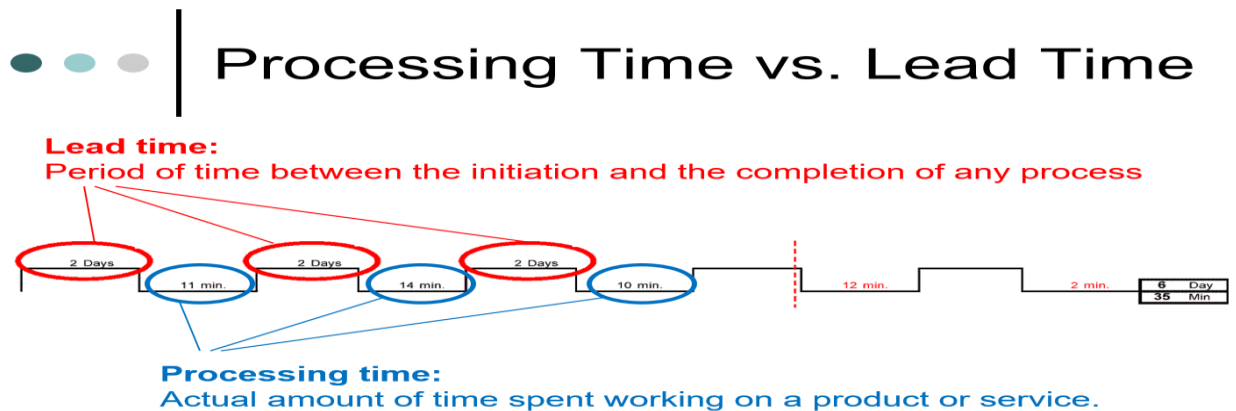 Processing Time vs. Lead Time
Lead time:
Period of time between the initiation and the completion of any process
2 Days
2 Days
2 Days
11 min.
14 min.
10 min.
12 min.
2 min.
6 Day
35 Min
Processing time:
Actual amount of time spent working on a product or service.